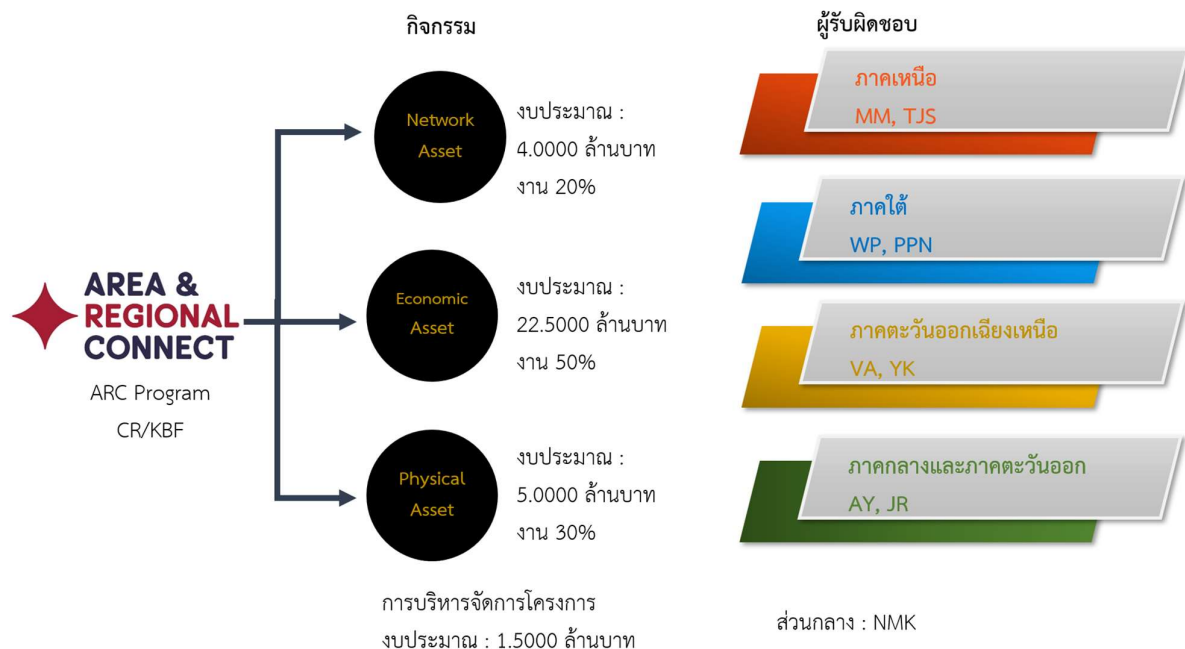 กิจกรรม
ผู้รับผิดชอบ
AREA &
REGIONAL
CONNECT
ARC Program
CR/KBF
Network
Asset
งบประมาณ :
4.0000 ล้านบาท
งาน 20%
Economic
Asset
งบประมาณ :
22.5000 ล้านบาท
งาน 50%
Physical
Asset
งบประมาณ :
5.0000 ล้านบาท
งาน 30%
การบริหารจัดการโครงการ
งบประมาณ : 1.5000 ล้านบาท
ภาคเหนือ
MM, TJS
ภาคใต้
WP, PPN
ภาคตะวันออกเฉียงเหนือ
VA, YK
ภาคกลางและภาคตะวันออก
AY, JR
ส่วนกลาง : NMK